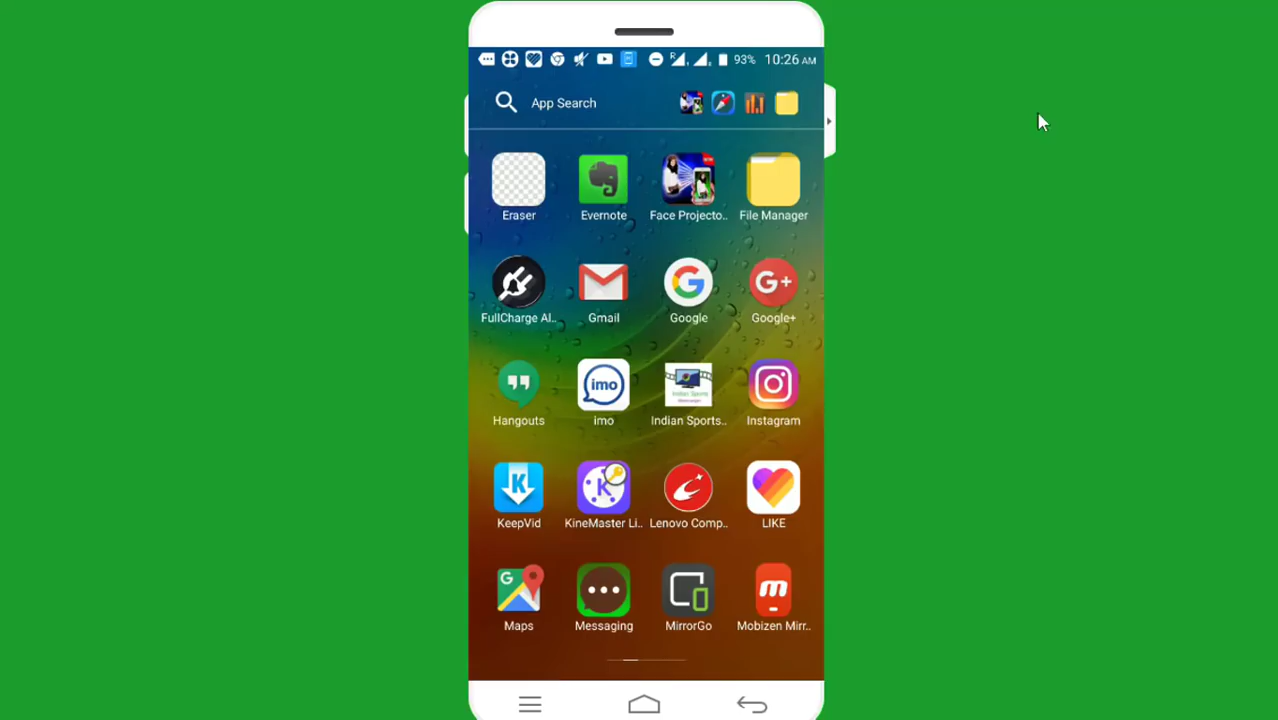 93% 10:26 AM
App Search
Eraser Evernote Face Projecto.. File Manager
FullCharge Al.. Gmail Google Google+
imo
Hangouts imo Indian Sports.. Instagram
KeepVid KineMaster Li.. Lenovo Comp.. LIKE
Maps Messaging MirrorGo Mobizen Mirr..